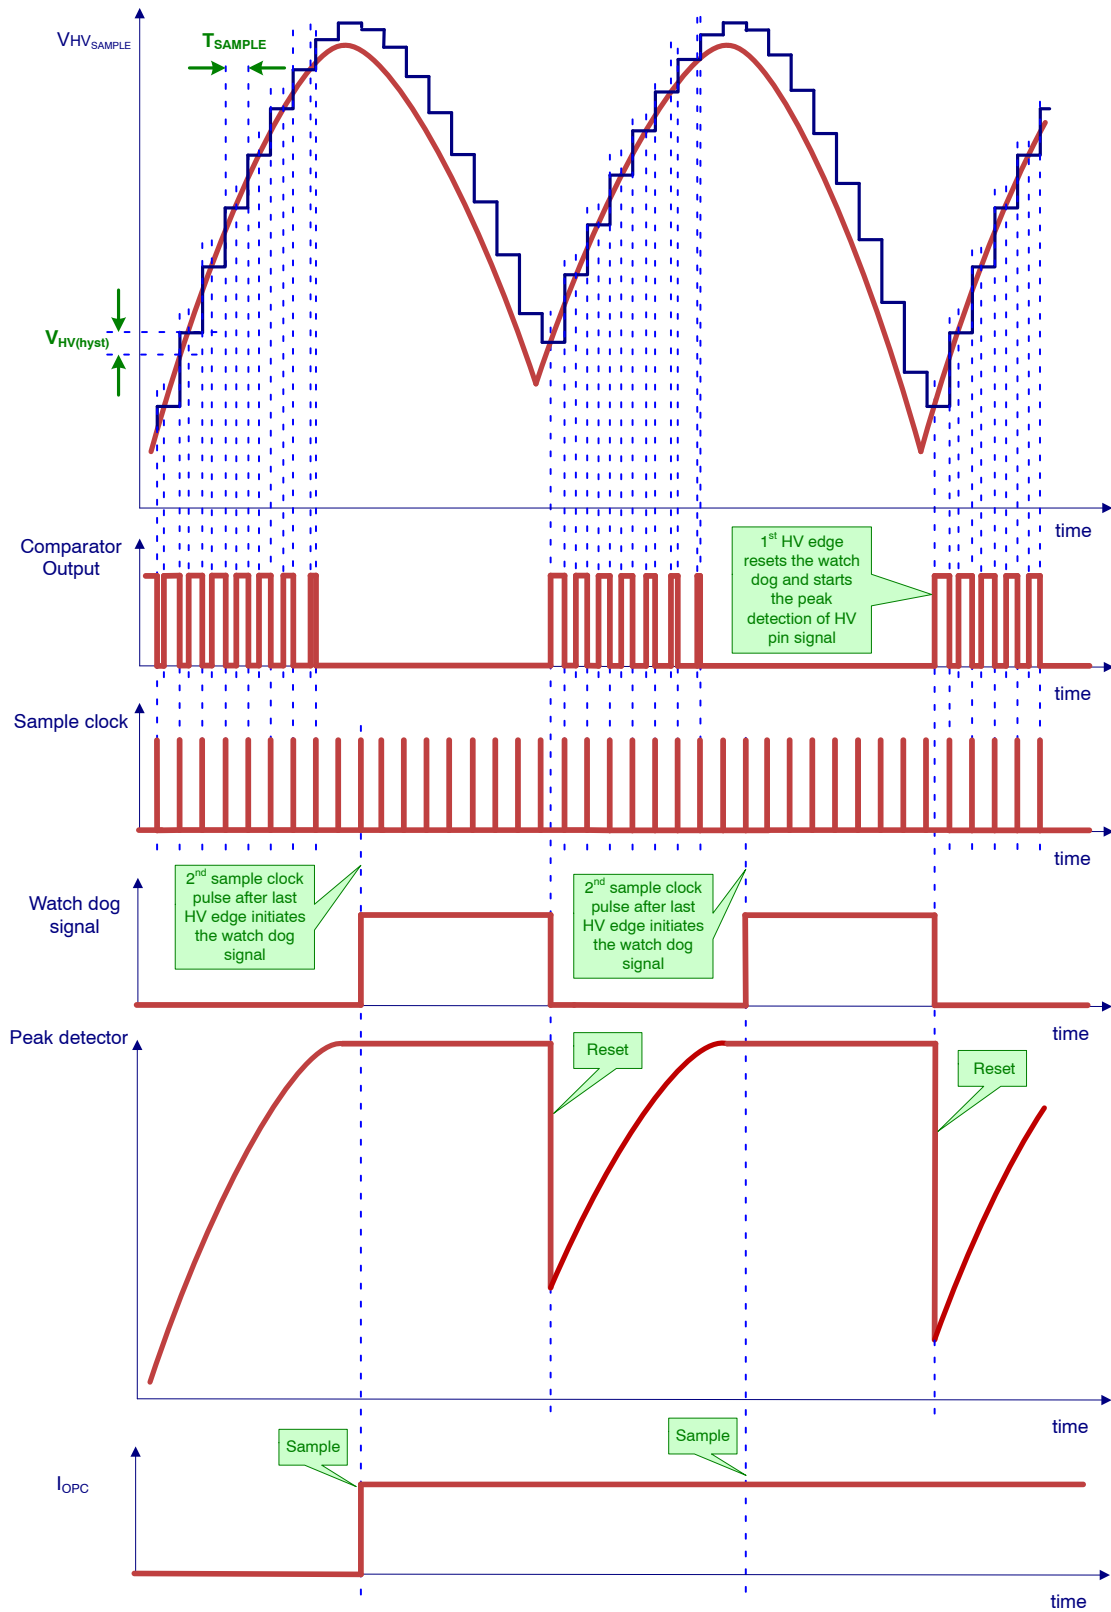 VHVSAMPLE
TSAMPLE
VHV(hyst)
time
Comparator
Output
1st HV edge
resets the watch
dog and starts
the peak
detection of HV
pin signal
time
Sample clock
time
2nd sample clock
pulse after last
HV edge initiates
the watch dog
signal
2nd sample clock
pulse after last
HV edge initiates
the watch dog
signal
Watch dog
signal
time
Peak detector
Reset
Reset
time
Sample
Sample
IOPC
time